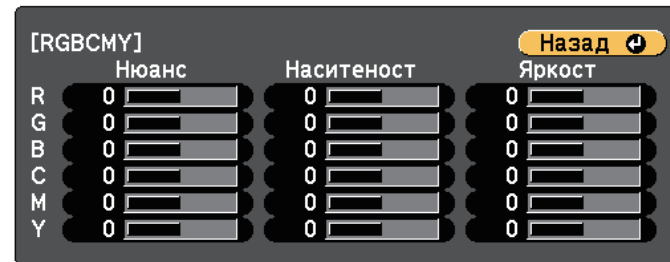 [RGBCMY] Назад
Нюанс Наситеност Яркост
R 0 0 0
G 0 0 0
B 0 0 0
C 0 0 0
M 0 0 0
Y 0 0 0